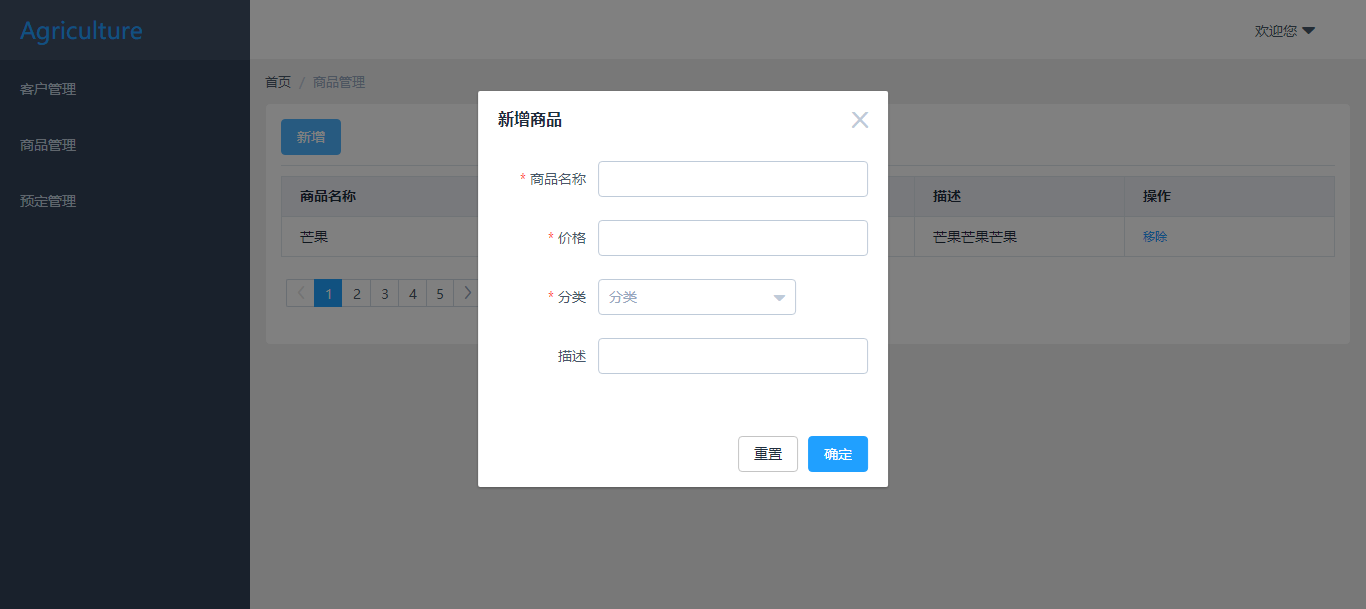 Agriculture
欢迎您
客户管理
商品管理
预定管理
首页 / 商品管理
新增
商品名称 描述 操作
芒果 芒果芒果芒果 移除
1 2 3 4 5
新增商品
* 商品名称
* 价格
* 分类 分类
描述
重置 确定